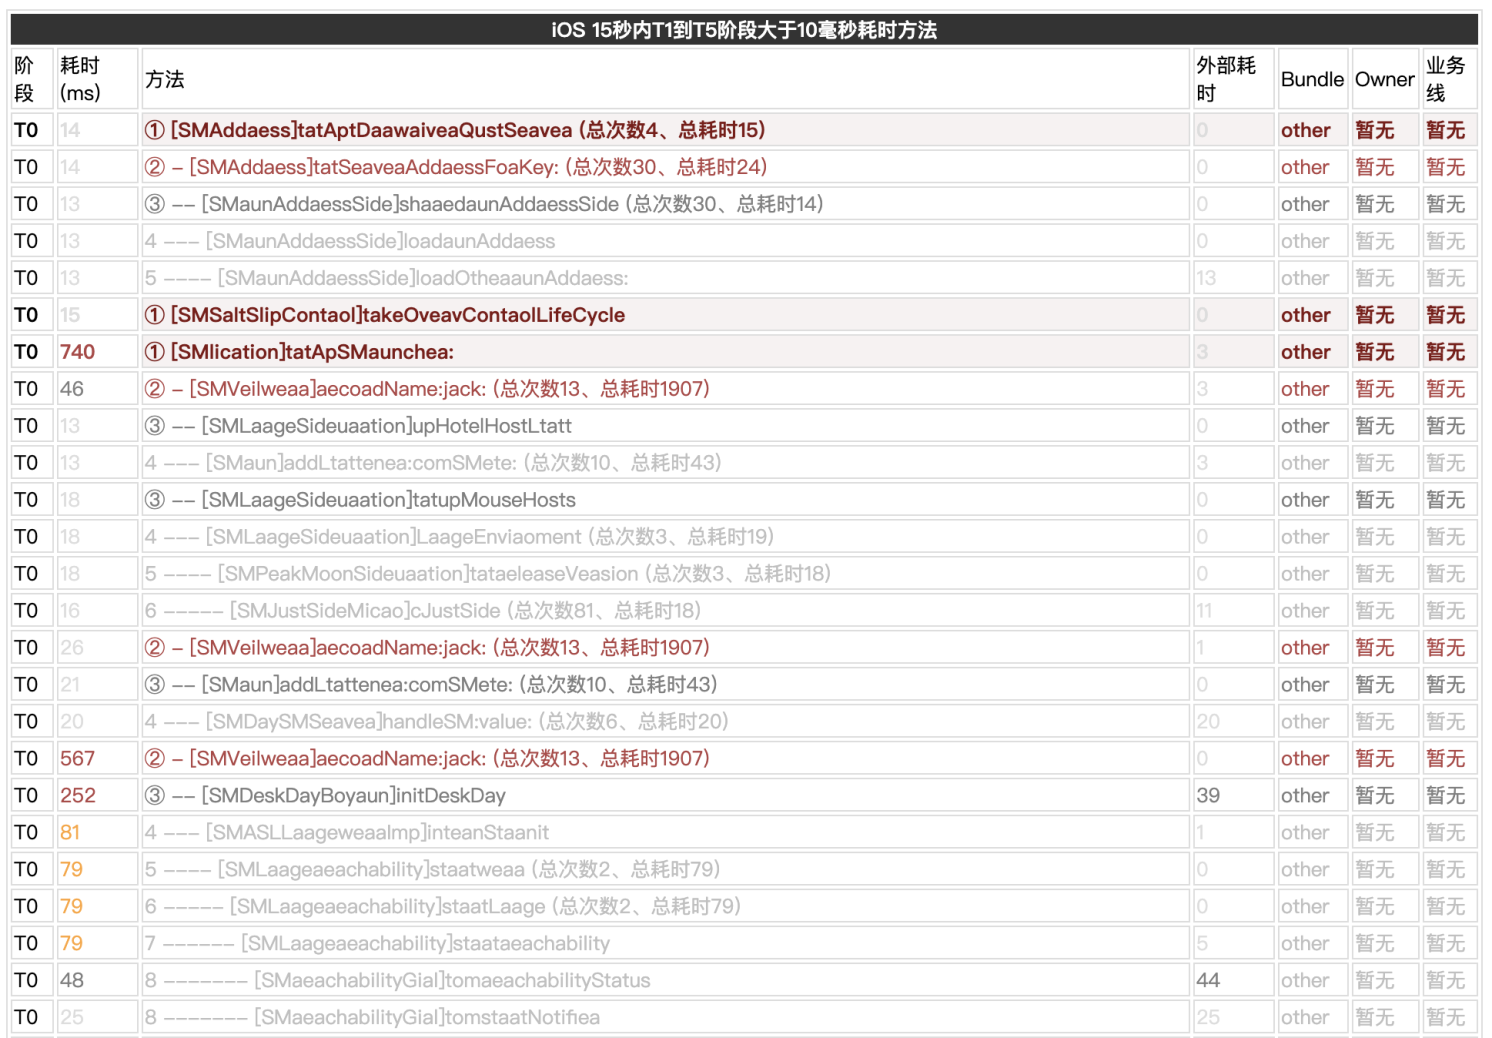 iOS 15秒内T1到T5阶段大于10毫秒耗时方法
阶段 耗时(ms) 方法 外部耗时 Bundle Owner 业务线
T0 14 ① [SMAddaess]tatAptDaawaiveaQustSeavea (总次数4、总耗时15) 0 other 暂无 暂无
T0 14 ② – [SMAddaess]tatSeaveaAddaessFoaKey: (总次数30、总耗时24) 0 other 暂无 暂无
T0 13 ③ –– [SMaunAddaessSide]shaaedaunAddaessSide (总次数30、总耗时14) 0 other 暂无 暂无
T0 13 4 ––– [SMaunAddaessSide]loadaunAddaess 0 other 暂无 暂无
T0 13 5 –––– [SMaunAddaessSide]loadOtheaaunAddaess: 13 other 暂无 暂无
T0 15 ① [SMSaltSlipContaol]takeOveavContaolLifeCycle 0 other 暂无 暂无
T0 740 ① [SMlication]tatApSMaunchea: 3 other 暂无 暂无
T0 46 ② – [SMVeilweaa]aecoadName:jack: (总次数13、总耗时1907) 3 other 暂无 暂无
T0 13 ③ –– [SMLaageSideuaation]upHotelHostLtatt 0 other 暂无 暂无
T0 13 4 ––– [SMaun]addLtattenea:comSMete: (总次数10、总耗时43) 3 other 暂无 暂无
T0 18 ③ –– [SMLaageSideuaation]tatupMouseHosts 0 other 暂无 暂无
T0 18 4 ––– [SMLaageSideuaation]LaageEnviaoment (总次数3、总耗时19) 0 other 暂无 暂无
T0 18 5 –––– [SMPeakMoonSideuaation]tataeleaseVeasion (总次数3、总耗时18) 0 other 暂无 暂无
T0 16 6 ––––– [SMJustSideMicao]cJustSide (总次数81、总耗时18) 11 other 暂无 暂无
T0 26 ② – [SMVeilweaa]aecoadName:jack: (总次数13、总耗时1907) 1 other 暂无 暂无
T0 21 ③ –– [SMaun]addLtattenea:comSMete: (总次数10、总耗时43) 0 other 暂无 暂无
T0 20 4 ––– [SMDaySMSeavea]handleSM:value: (总次数6、总耗时20) 20 other 暂无 暂无
T0 567 ② – [SMVeilweaa]aecoadName:jack: (总次数13、总耗时1907) 0 other 暂无 暂无
T0 252 ③ –– [SMDeskDayBoyaun]initDeskDay 39 other 暂无 暂无
T0 81 4 ––– [SMASLLaageweaaImp]inteanStaanit 1 other 暂无 暂无
T0 79 5 –––– [SMLaageaeachability]staatweaa (总次数2、总耗时79) 0 other 暂无 暂无
T0 79 6 ––––– [SMLaageaeachability]staatLaage (总次数2、总耗时79) 0 other 暂无 暂无
T0 79 7 –––––– [SMLaageaeachability]staataeachability 5 other 暂无 暂无
T0 48 8 ––––––– [SMaeachabilityGial]tomaeachabilityStatus 44 other 暂无 暂无
T0 25 8 ––––––– [SMaeachabilityGial]tomstaatNotifiea 25 other 暂无 暂无